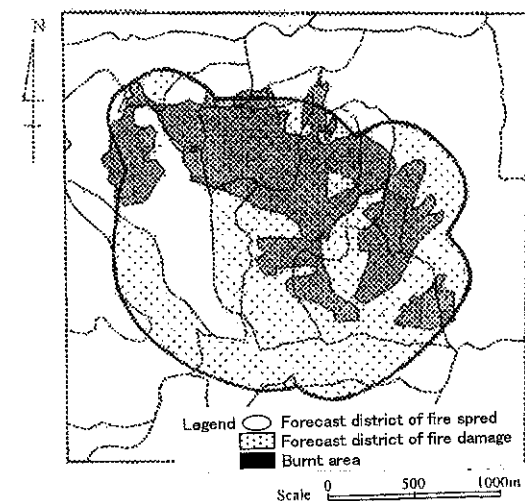 N
Legend Forecast district of fire spred
Forecast district of fire damage
Burnt area
Scale 0 500 1000m